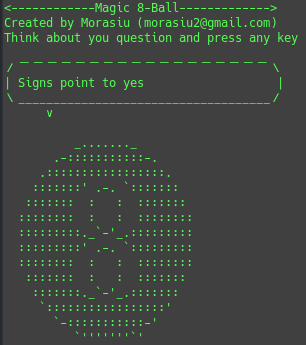 <------------Magic 8-Ball------------->
Created by Morasiu (morasiu2@gmail.com)
Think about you question and press any key
Signs point to yes